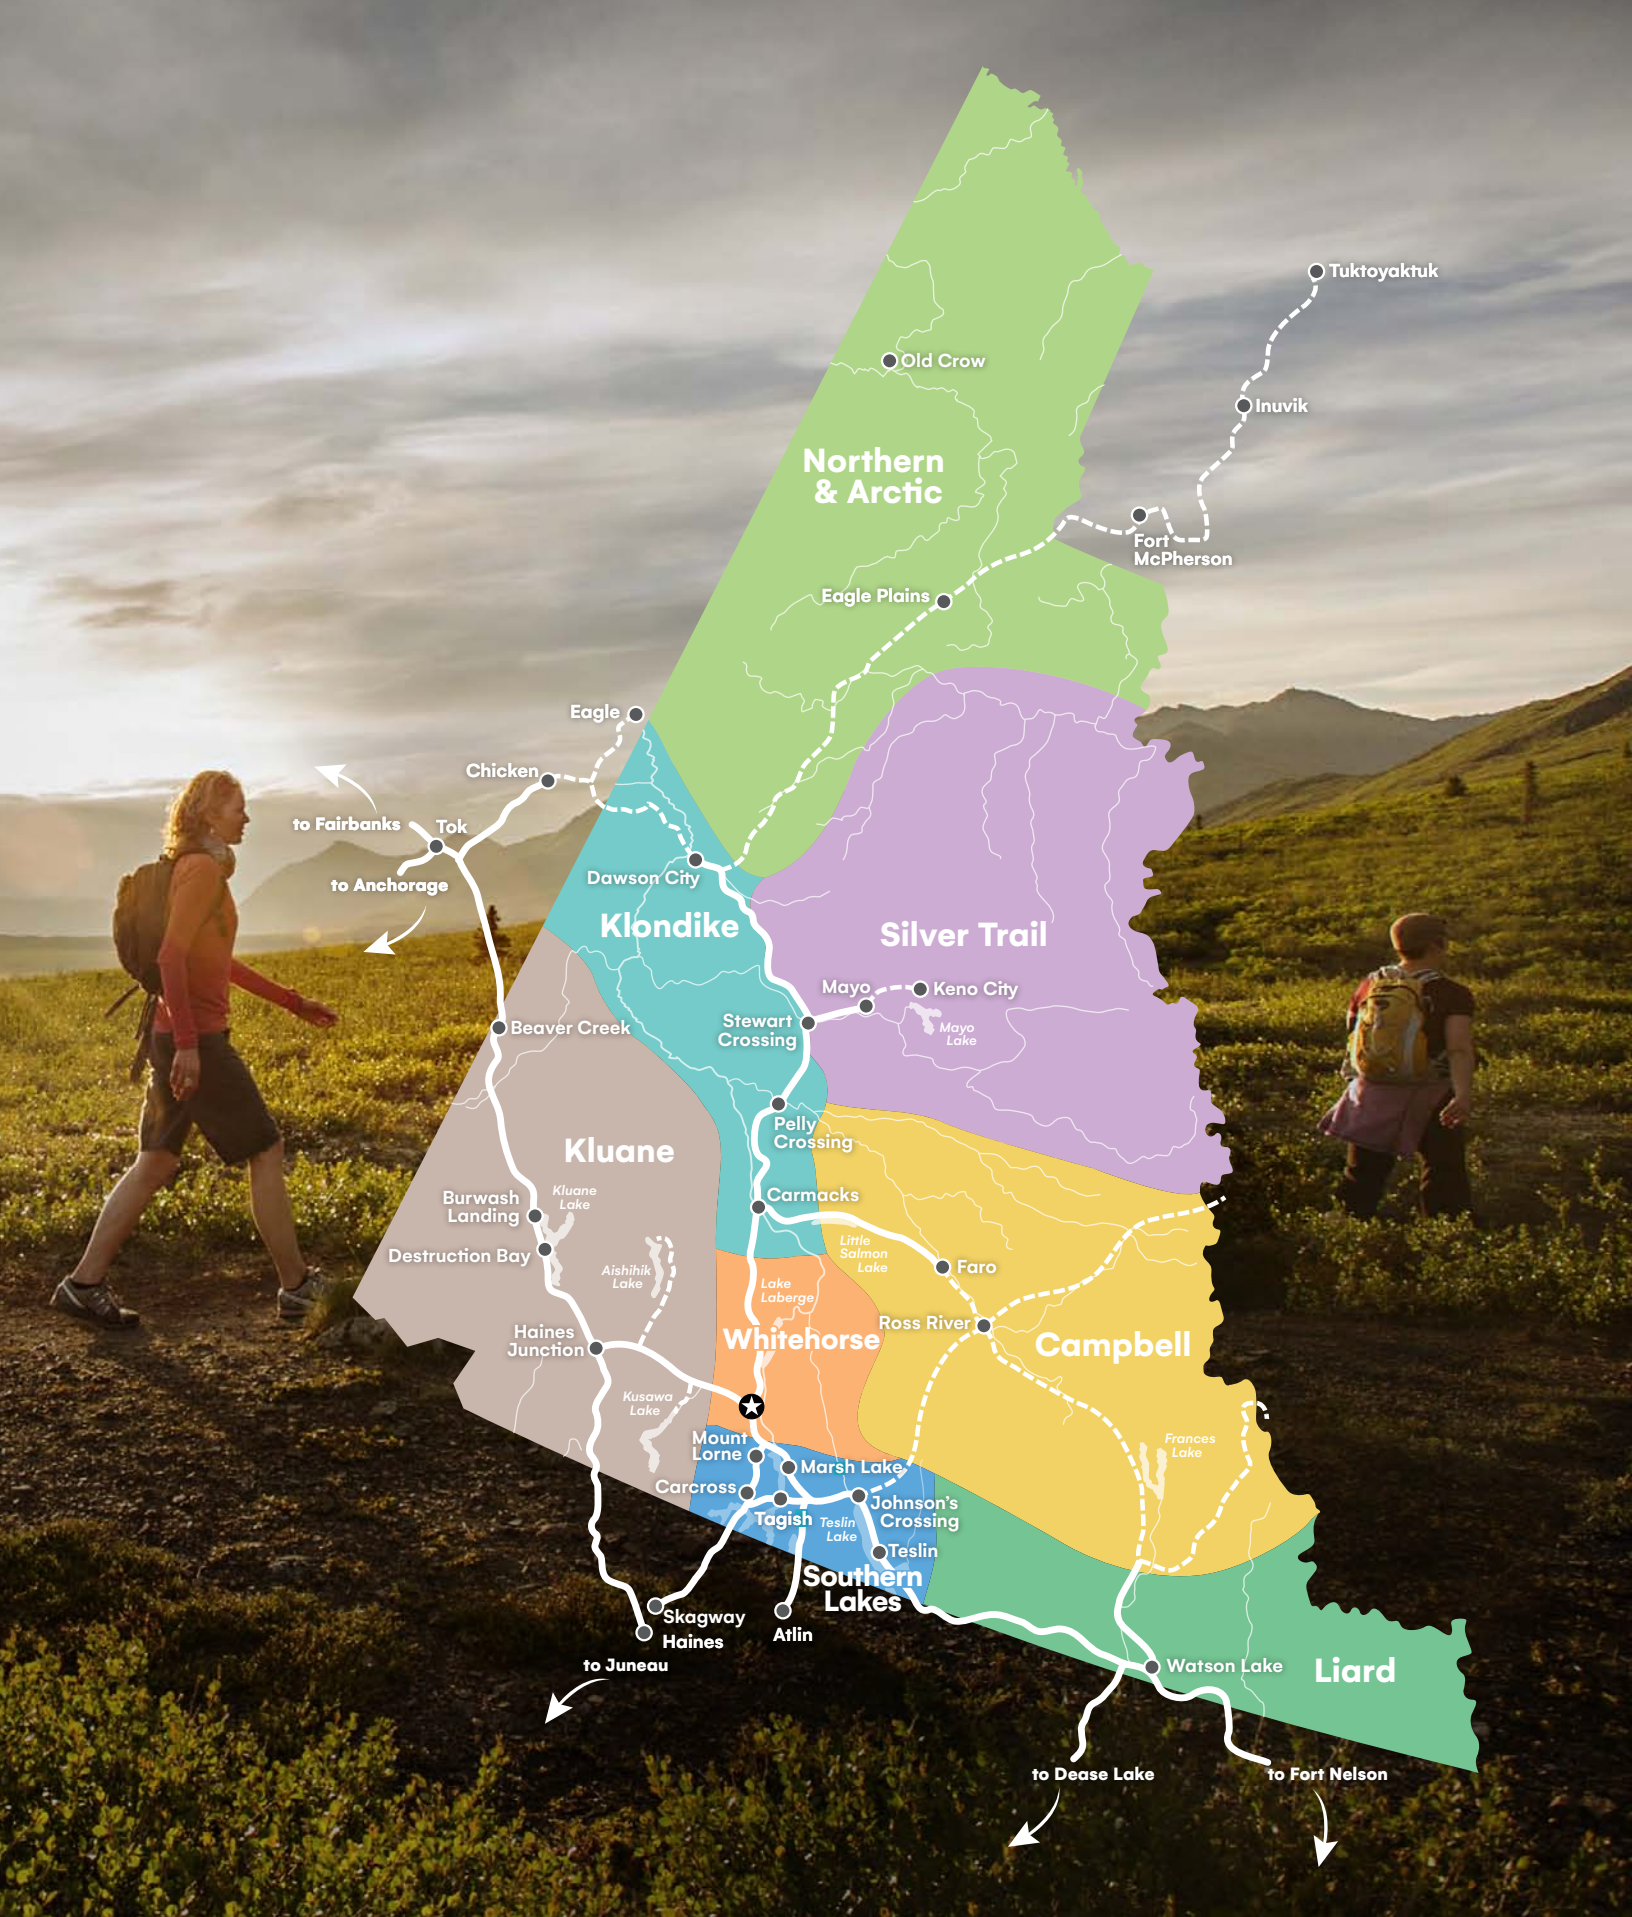 Tuktoyaktuk
Old Crow
Inuvik
Northern
& Arctic
Fort
McPherson
Eagle Plains
Eagle
Chicken
to Fairbanks
Tok
to Anchorage
Dawson City
Klondike
Silver Trail
Mayo
Keno City
Stewart
Crossing
Mayo
Lake
Beaver Creek
Pelly
Crossing
Kluane
Burwash
Landing
Kluane
Lake
Carmacks
Destruction Bay
Aishihik
Lake
Little
Salmon
Lake
Faro
Lake
Laberge
Haines
Junction
Whitehorse
Ross River
Campbell
Kusawa
Lake
Mount
Lorne
Marsh Lake
Frances
Lake
Carcross
Tagish
Teslin
Lake
Johnson's
Crossing
Teslin
Southern
Lakes
Skagway
Haines
Atlin
to Juneau
Watson Lake
Liard
to Dease Lake
to Fort Nelson